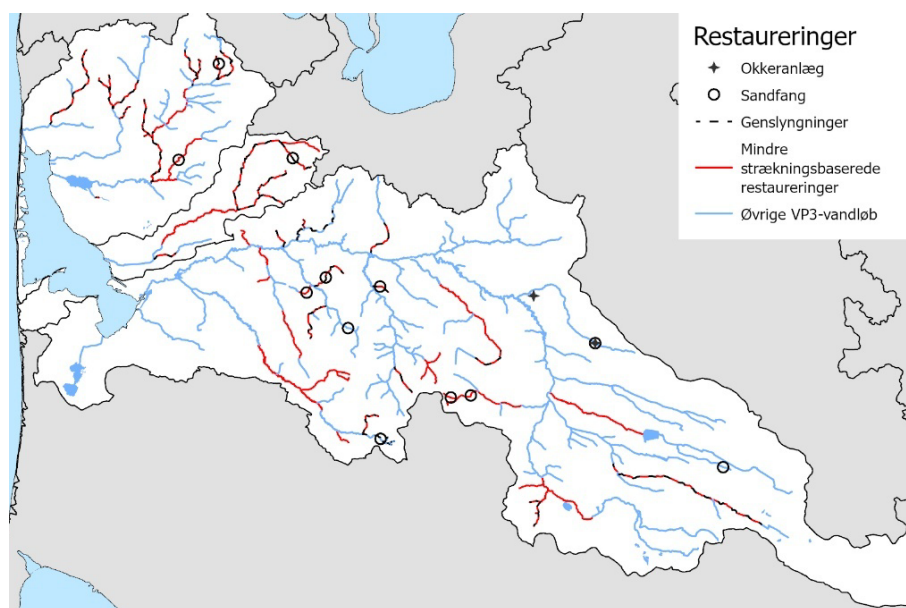 Restaureringer
Okkeranlæg
Sandfang
Genslyngninger
Mindre
strækningsbaserede
restaureringer
Øvrige VP3-vandløb